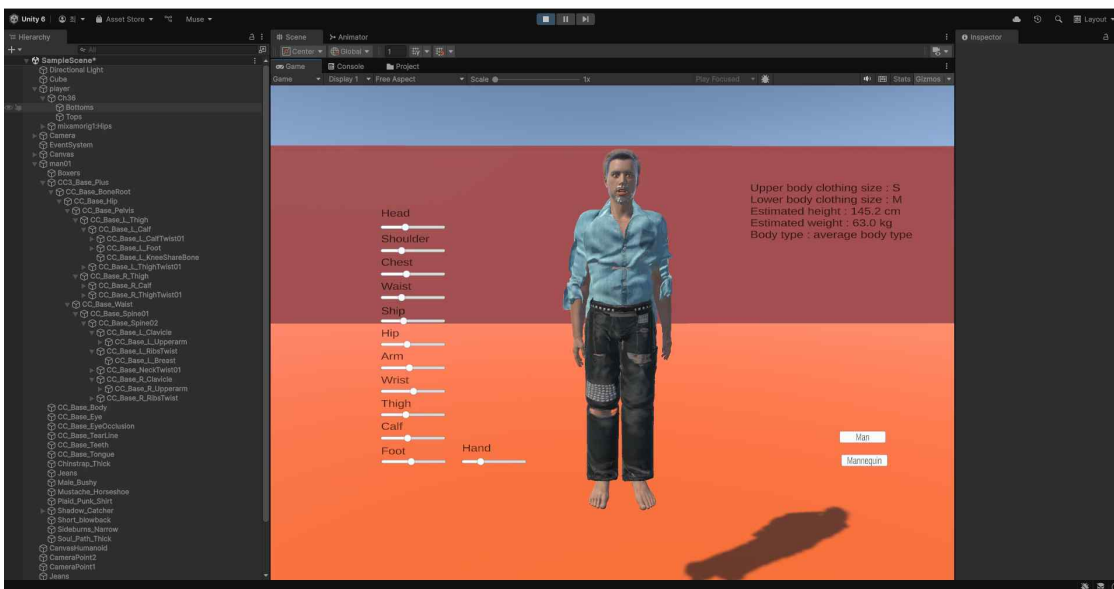 Unity 6
Asset Store
Muse
Layout
Hierarchy
Scene
Animator
Inspector
All
Center
Global
1
SampleScene*
Directional Light
Cube
player
Ch36
Bottoms
Tops
mixamorig1:Hips
Camera
EventSystem
Canvas
man01
Boxers
CC3_Base_Plus
CC_Base_BoneRoot
CC_Base_Hip
CC_Base_Pelvis
CC_Base_L_Thigh
CC_Base_L_Calf
CC_Base_L_CalfTwist01
CC_Base_L_Foot
CC_Base_L_KneeShareBone
CC_Base_L_ThighTwist01
CC_Base_R_Thigh
CC_Base_R_Calf
CC_Base_R_ThighTwist01
CC_Base_Waist
CC_Base_Spine01
CC_Base_Spine02
CC_Base_L_Clavicle
CC_Base_L_Upperarm
CC_Base_L_RibsTwist
CC_Base_L_Breast
CC_Base_NeckTwist01
CC_Base_R_Clavicle
CC_Base_R_Upperarm
CC_Base_R_RibsTwist
CC_Base_Body
CC_Base_Eye
CC_Base_EyeOcclusion
CC_Base_TearLine
CC_Base_Teeth
CC_Base_Tongue
Chinstrap_Thick
Jeans
Male_Bushy
Mustache_Horseshoe
Plaid_Punk_Shirt
Shadow_Catcher
Short_blowback
Sideburns_Narrow
Soul_Path_Thick
CanvasHumanoid
CameraPoint2
CameraPoint1
Jeans
Game
Console
Project
Game
Display 1
Free Aspect
Scale
1x
Play Focused
Stats
Gizmos
Head
Shoulder
Chest
Waist
Ship
Hip
Arm
Wrist
Thigh
Calf
Foot
Hand
Upper body clothing size : S
Lower body clothing size : M
Estimated height : 145.2 cm
Estimated weight : 63.0 kg
Body type : average body type
Man
Mannequin